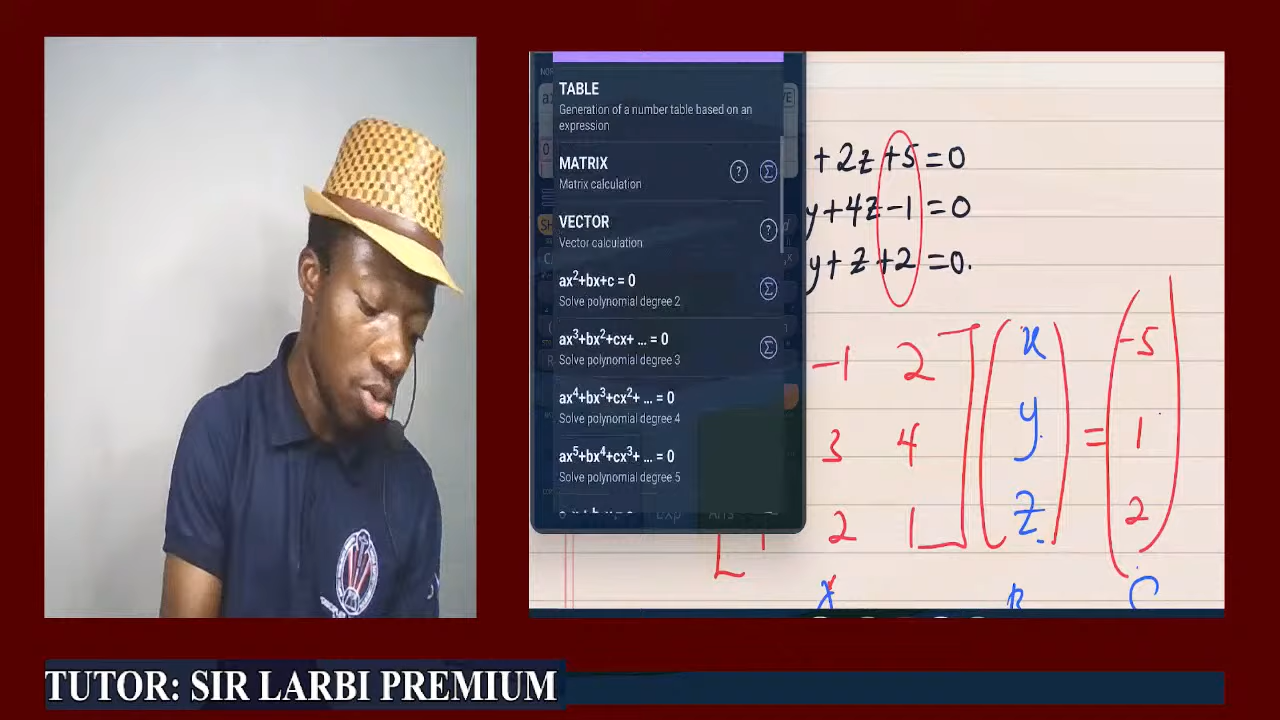 TABLE
Generation of a number table based on an
expression
MATRIX
Matrix calculation
?
Σ
VECTOR
Vector calculation
?
ax²+bx+c = 0
Solve polynomial degree 2
Σ
ax³+bx²+cx+ ... = 0
Solve polynomial degree 3
Σ
ax⁴+bx³+cx²+ ... = 0
Solve polynomial degree 4
ax⁵+bx⁴+cx³+ ... = 0
Solve polynomial degree 5
+2z+5=0
y+4z-1=0
y+z+2=0.
-1 2 x -5
3 4 y = 1
2 1 z 2
C
TUTOR: SIR LARBI PREMIUM